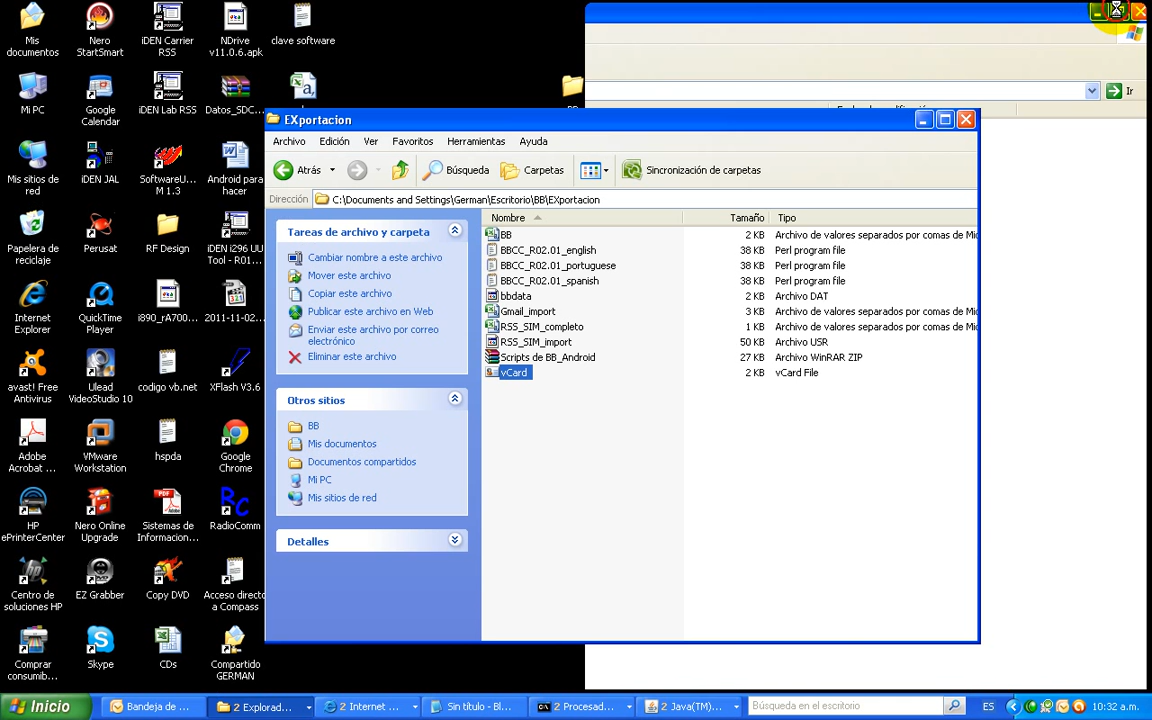 Mis documentos
Nero StartSmart
iDEN Carrier RSS
NDrive v11.0.6.apk
clave software
Mi PC
Google Calendar
iDEN Lab RSS
Datos_SDC...
Mis sitios de red
iDEN JAL
SoftwareU... M 1.3
Android para hacer
Papelera de reciclaje
Perusat
RF Design
iDEN i296 UU Tool - R01...
Internet Explorer
QuickTime Player
i890_rA700...
2011-11-02...
avast! Free Antivirus
Ulead VideoStudio 10
codigo vb.net
XFlash V3.6
Adobe Acrobat ...
VMware Workstation
hspda
Google Chrome
HP ePrinterCenter
Nero Online Upgrade
Sistemas de Informacion...
RadioComm
Centro de soluciones HP
EZ Grabber
Copy DVD
Acceso directo a Compass
Comprar consumib...
Skype
CDs
Compartido GERMAN
Ir
EXportacion
Archivo Edición Ver Favoritos Herramientas Ayuda
Atrás Búsqueda Carpetas Sincronización de carpetas
Dirección C:\Documents and Settings\German\Escritorio\BB\EXportacion
Tareas de archivo y carpeta
Cambiar nombre a este archivo
Mover este archivo
Copiar este archivo
Publicar este archivo en Web
Enviar este archivo por correo electrónico
Eliminar este archivo
Otros sitios
BB
Mis documentos
Documentos compartidos
Mi PC
Mis sitios de red
Detalles
Nombre Tamaño Tipo
BB 2 KB Archivo de valores separados por comas de Mic
BBCC_R02.01_english 38 KB Perl program file
BBCC_R02.01_portuguese 38 KB Perl program file
BBCC_R02.01_spanish 38 KB Perl program file
bbdata 2 KB Archivo DAT
Gmail_import 3 KB Archivo de valores separados por comas de Mic
RSS_SIM_completo 1 KB Archivo de valores separados por comas de Mic
RSS_SIM_import 50 KB Archivo USR
Scripts de BB_Android 27 KB Archivo WinRAR ZIP
vCard 2 KB vCard File
Inicio Bandeja de ... 2 Explorad... 2 Internet ... Sin título - Bl... 2 Procesad... 2 Java(TM)... Búsqueda en el escritorio ES 10:32 a.m.